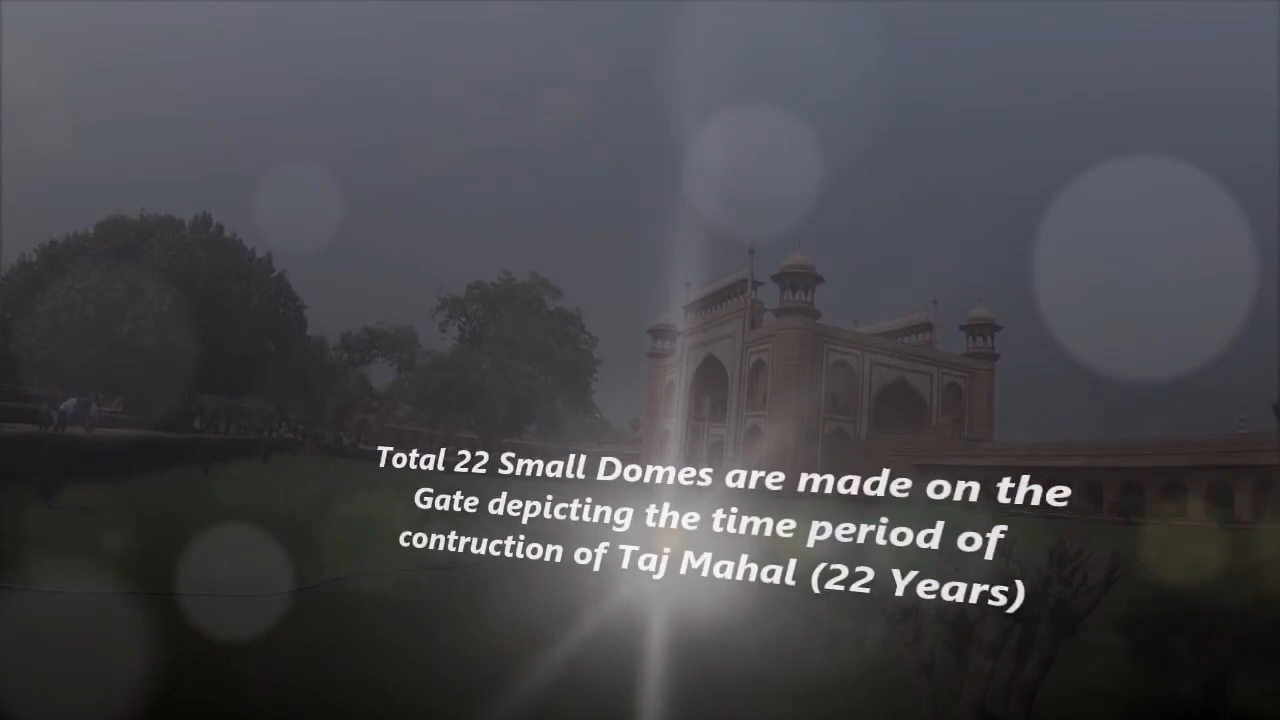 Total 22 Small Domes are made on the
Gate depicting the time period of
contruction of Taj Mahal (22 Years)